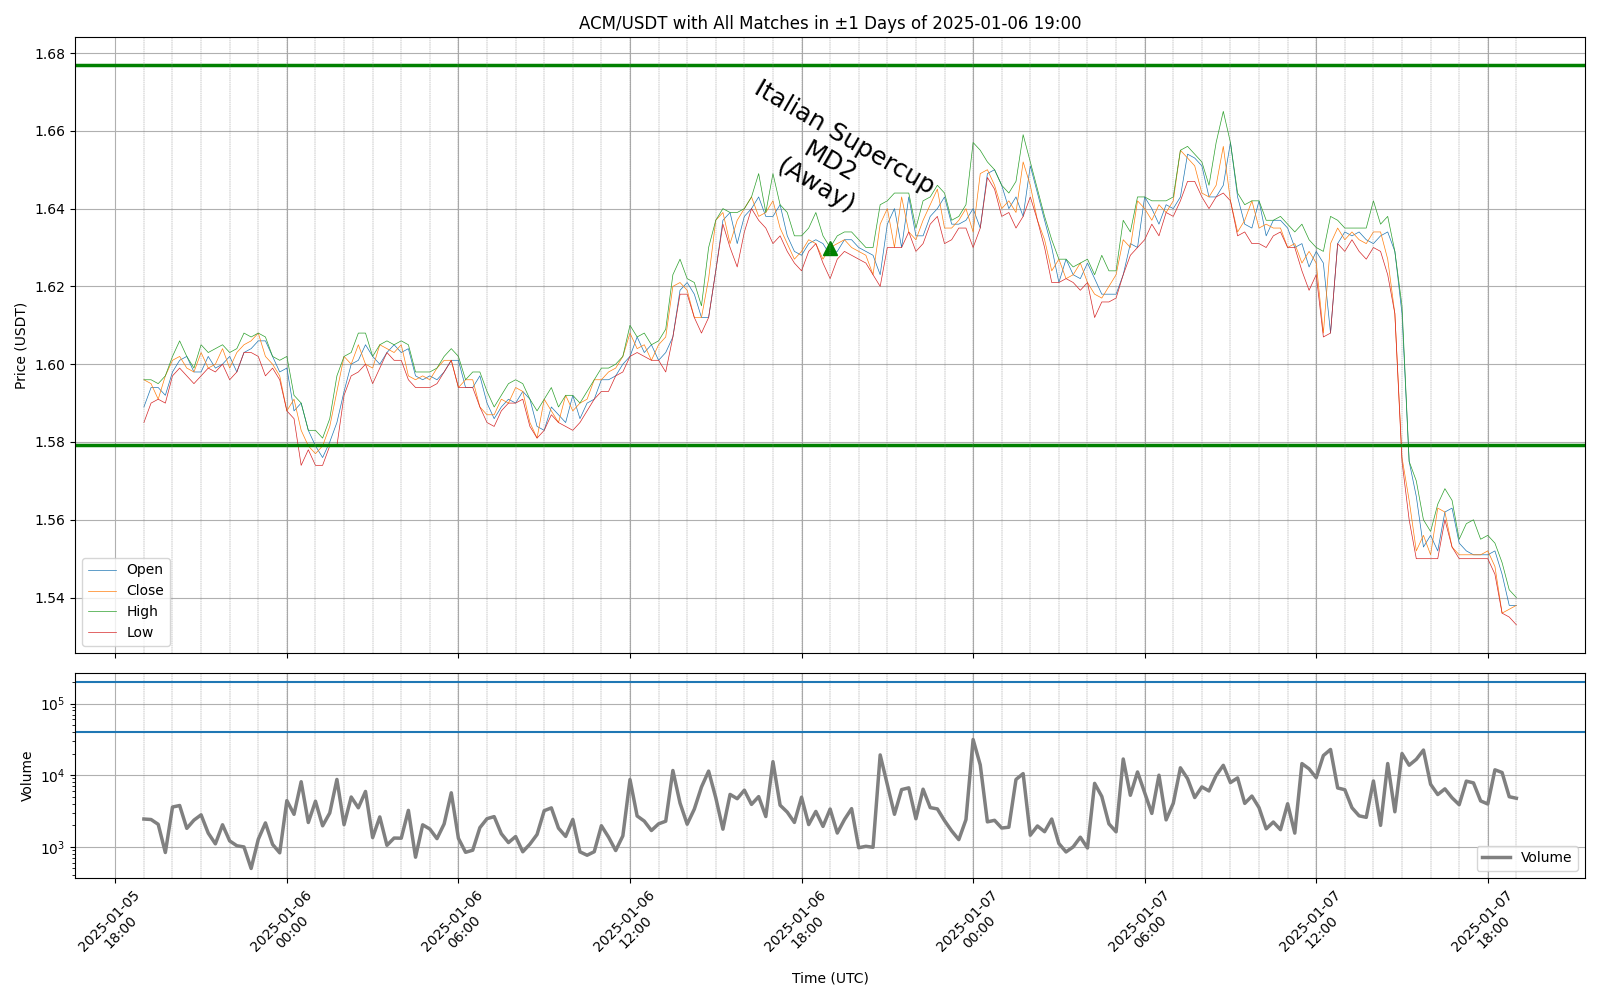 ACM/USDT with All Matches in ±1 Days of 2025-01-06 19:00
Price (USDT)
1.68
1.66
1.64
1.62
1.60
1.58
1.56
1.54
Italian Supercup
MD2
(Away)
Open
Close
High
Low
Volume
10^5
10^4
10^3
Volume
2025-01-05
18:00
2025-01-06
00:00
2025-01-06
06:00
2025-01-06
12:00
2025-01-06
18:00
2025-01-07
00:00
2025-01-07
06:00
2025-01-07
12:00
2025-01-07
18:00
Time (UTC)